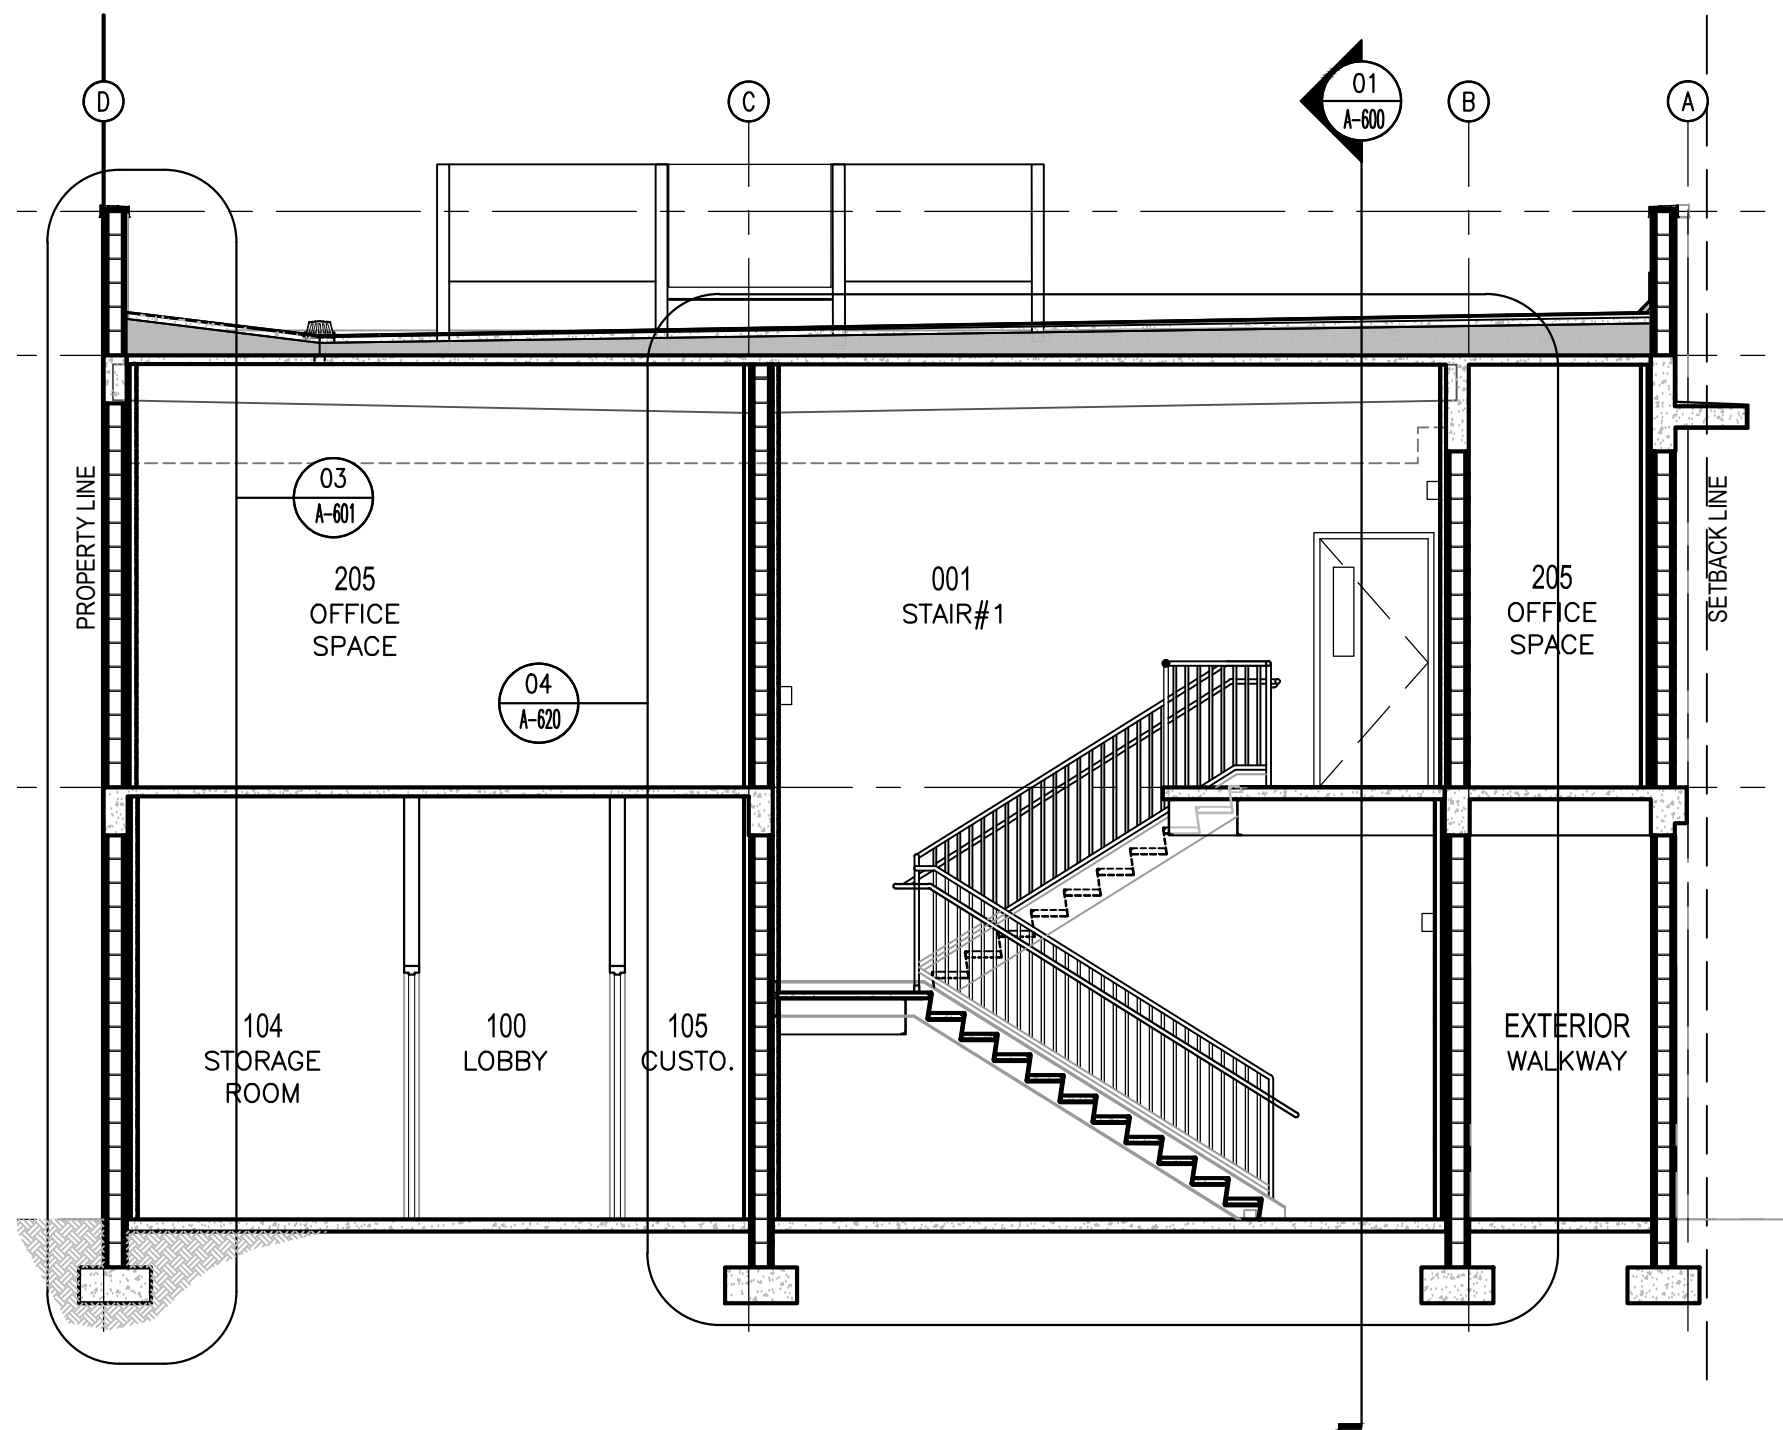 D
C
01
A-600
B
A
PROPERTY LINE
03
A-601
205
OFFICE
SPACE
04
A-620
001
STAIR#1
205
OFFICE
SPACE
SETBACK LINE
104
STORAGE
ROOM
100
LOBBY
105
CUSTO.
EXTERIOR
WALKWAY